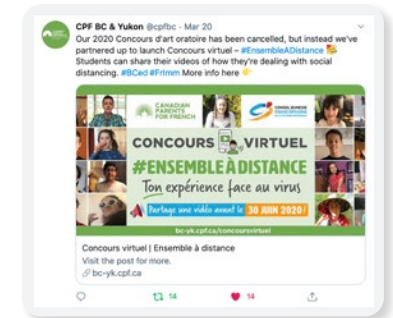 CPF BC & Yukon @cpfbc · Mar 20
Our 2020 Concours d'art oratoire has been cancelled, but instead we've
partnered up to launch Concours virtuel – #EnsembleADistance
Students can share their videos of how they're dealing with social
distancing. #BCed #FrImm More info here
CANADIAN
PARENTS
FOR FRENCH
CONSEIL JEUNESSE
CONCOURS VIRTUEL
#ENSEMBLE À DISTANCE
Ton expérience face au virus
Partage une vidéo avant le 30 JUIN 2020!
bc-yk.cpf.ca/concoursvirtuel
Concours virtuel | Ensemble à distance
Visit the post for more.
bc-yk.cpf.ca
14
14